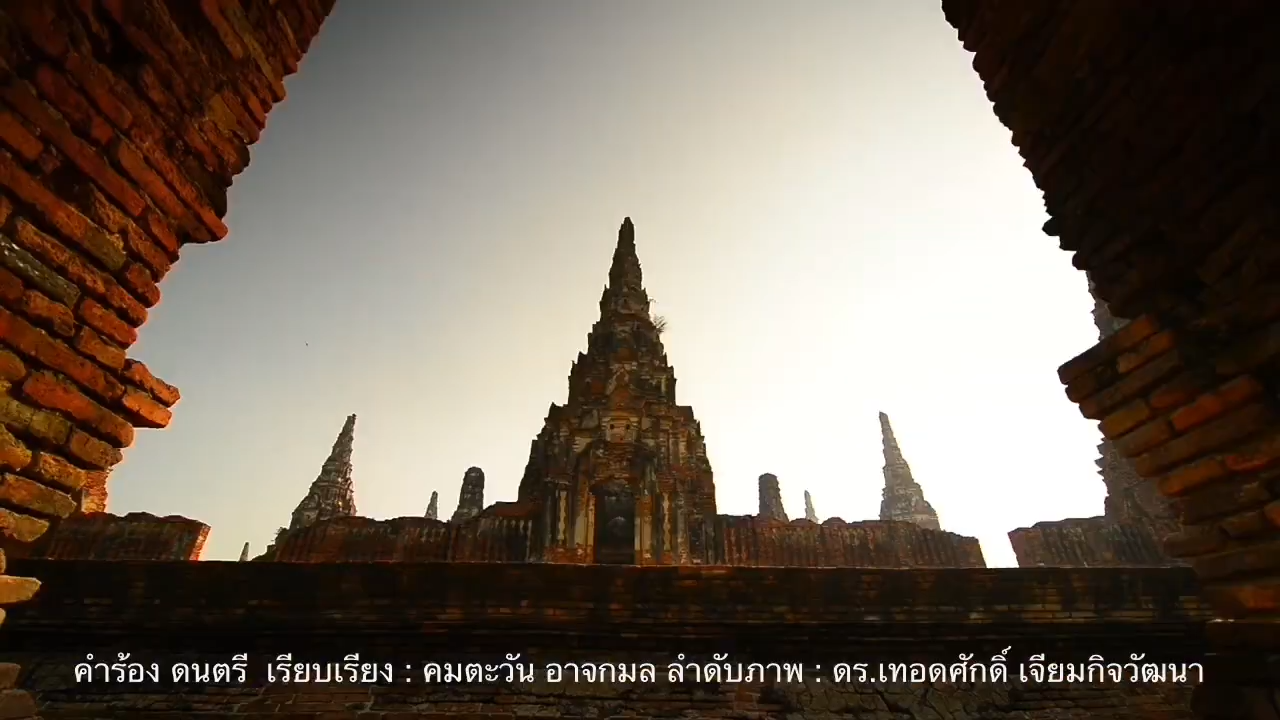 คำร้อง ดนตรี  เรียบเรียง : คมตะวัน อาจกมล ลำดับภาพ : ดร.เทอดศักดิ์ เจียมกิจวัฒนา